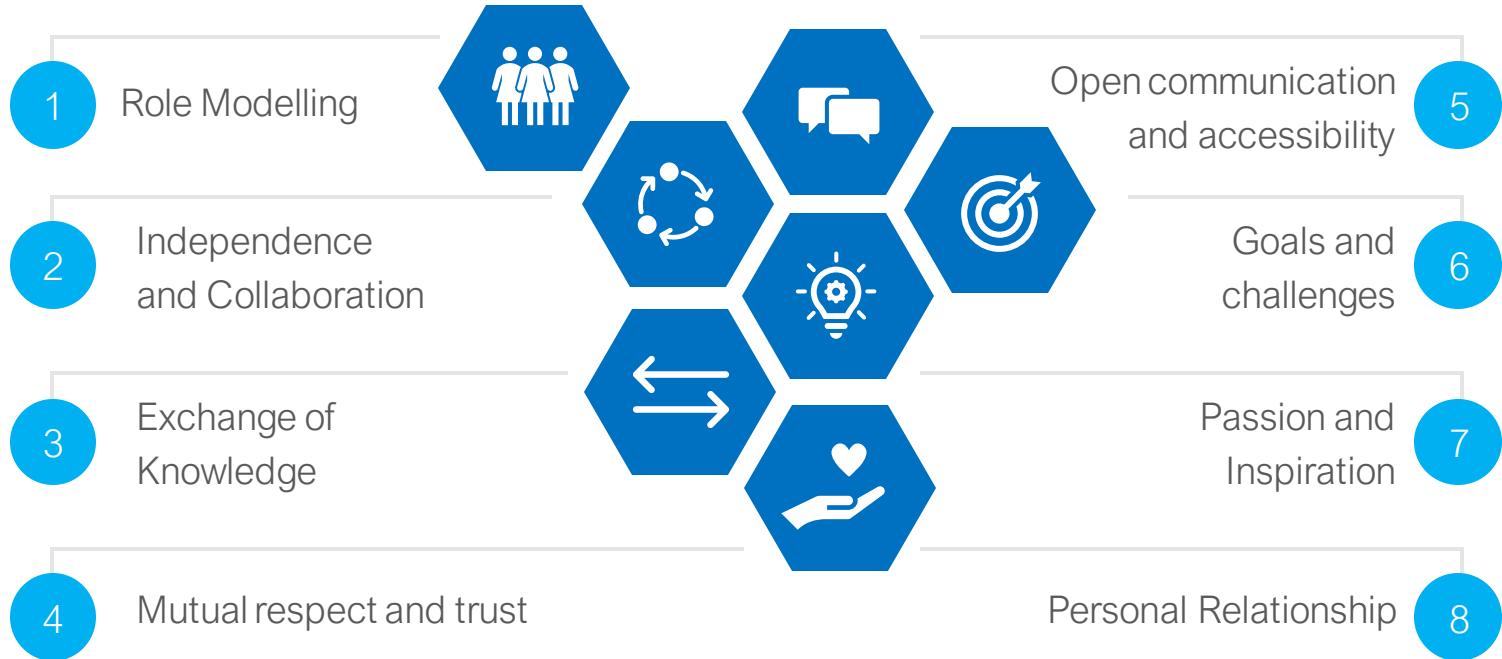 1
Role Modelling
2
Independence
and Collaboration
3
Exchange of
Knowledge
4
Mutual respect and trust
Open communication
and accessibility
5
Goals and
challenges
6
Passion and
Inspiration
7
Personal Relationship
8